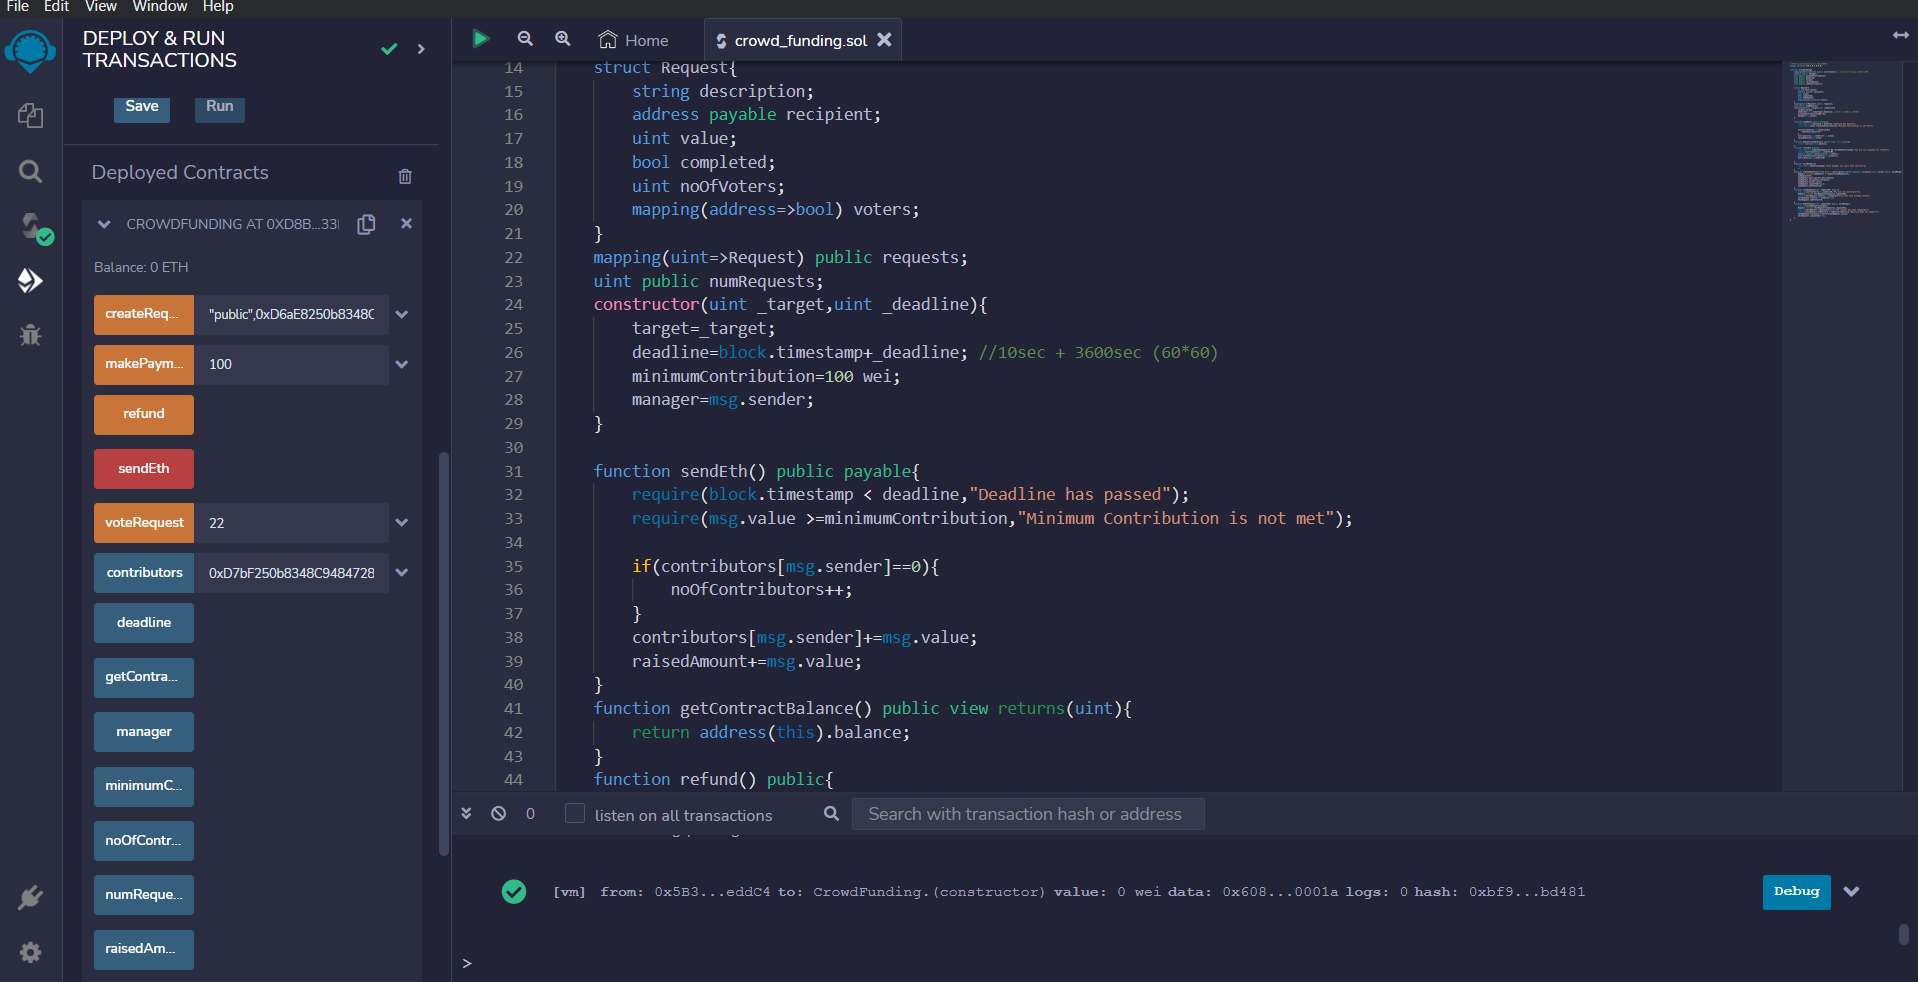 File Edit View Window Help
DEPLOY & RUN
TRANSACTIONS
Save Run
Deployed Contracts
CROWDFUNDING AT 0XD8B...33
Balance: 0 ETH
createReq... "public",0xD6aE8250b8348C
makePaym... 100
refund
sendEth
voteRequest 22
contributors 0xD7bF250b8348C9484728
deadline
getContra...
manager
minimumC...
noOfContr...
numReque...
raisedAm...
Home crowd_funding.sol
14 struct Request{
15 string description;
16 address payable recipient;
17 uint value;
18 bool completed;
19 uint noOfVoters;
20 mapping(address=>bool) voters;
21 }
22 mapping(uint=>Request) public requests;
23 uint public numRequests;
24 constructor(uint _target,uint _deadline){
25 target=_target;
26 deadline=block.timestamp+_deadline; //10sec + 3600sec (60*60)
27 minimumContribution=100 wei;
28 manager=msg.sender;
29 }
30
31 function sendEth() public payable{
32 require(block.timestamp < deadline,"Deadline has passed");
33 require(msg.value >=minimumContribution,"Minimum Contribution is not met");
34
35 if(contributors[msg.sender]==0){
36 noOfContributors++;
37 }
38 contributors[msg.sender]+=msg.value;
39 raisedAmount+=msg.value;
40 }
41 function getContractBalance() public view returns(uint){
42 return address(this).balance;
43 }
44 function refund() public{
0 listen on all transactions Search with transaction hash or address
[vm] from: 0x5B3...eddC4 to: CrowdFunding.(constructor) value: 0 wei data: 0x608...0001a logs: 0 hash: 0xbf9...bd481 Debug
>